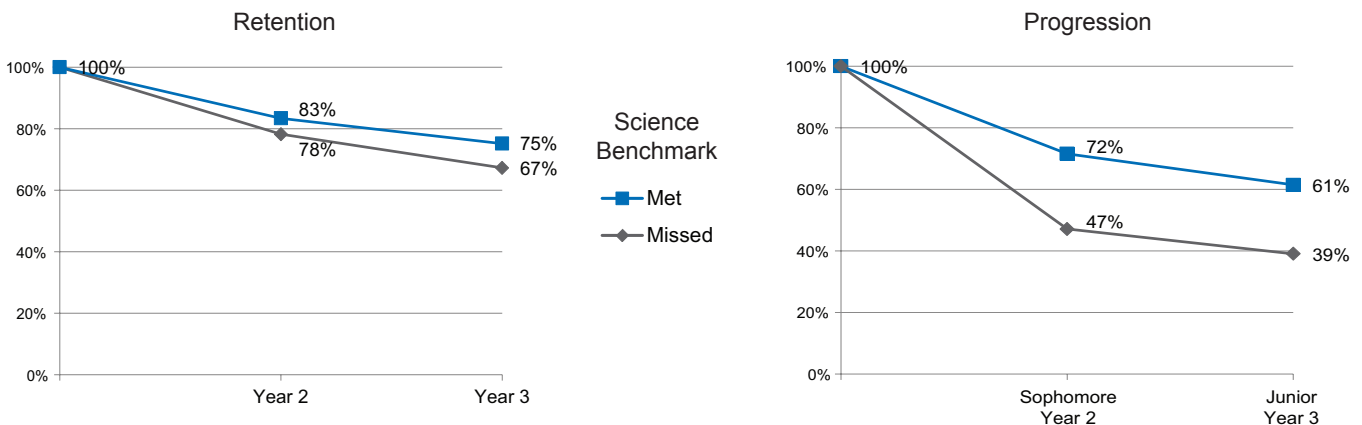 Retention
100%
80%
60%
40%
20%
0%
100%
83%
78%
75%
67%
Year 2
Year 3
Science
Benchmark
Met
Missed
Progression
100%
80%
60%
40%
20%
0%
100%
72%
47%
61%
39%
Sophomore
Year 2
Junior
Year 3